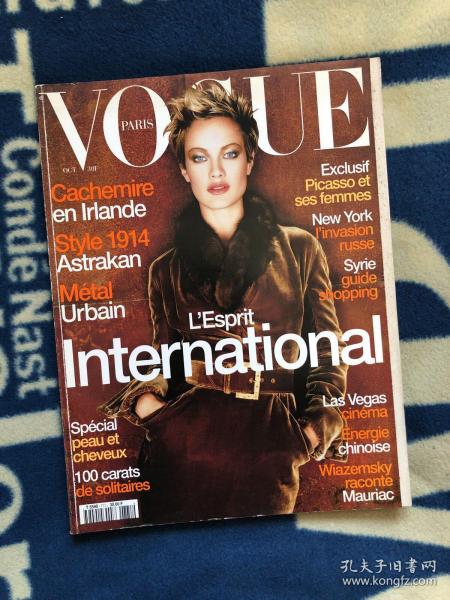 VOGUE
PARIS
OCT 30F
Cachemire
en Irlande
Style 1914
Astrakan
Métal
Urbain
Exclusif
Picasso et
ses femmes
New York
l'invasion
russe
Syrie
guide
shopping
L'Esprit
International
Spécial
peau et
cheveux
100 carats
de solitaires
Las Vegas
cinéma
Énergie
chinoise
Wiazemsky
raconte
Mauriac
Condé Nast
孔夫子旧书网
www.kongfz.com